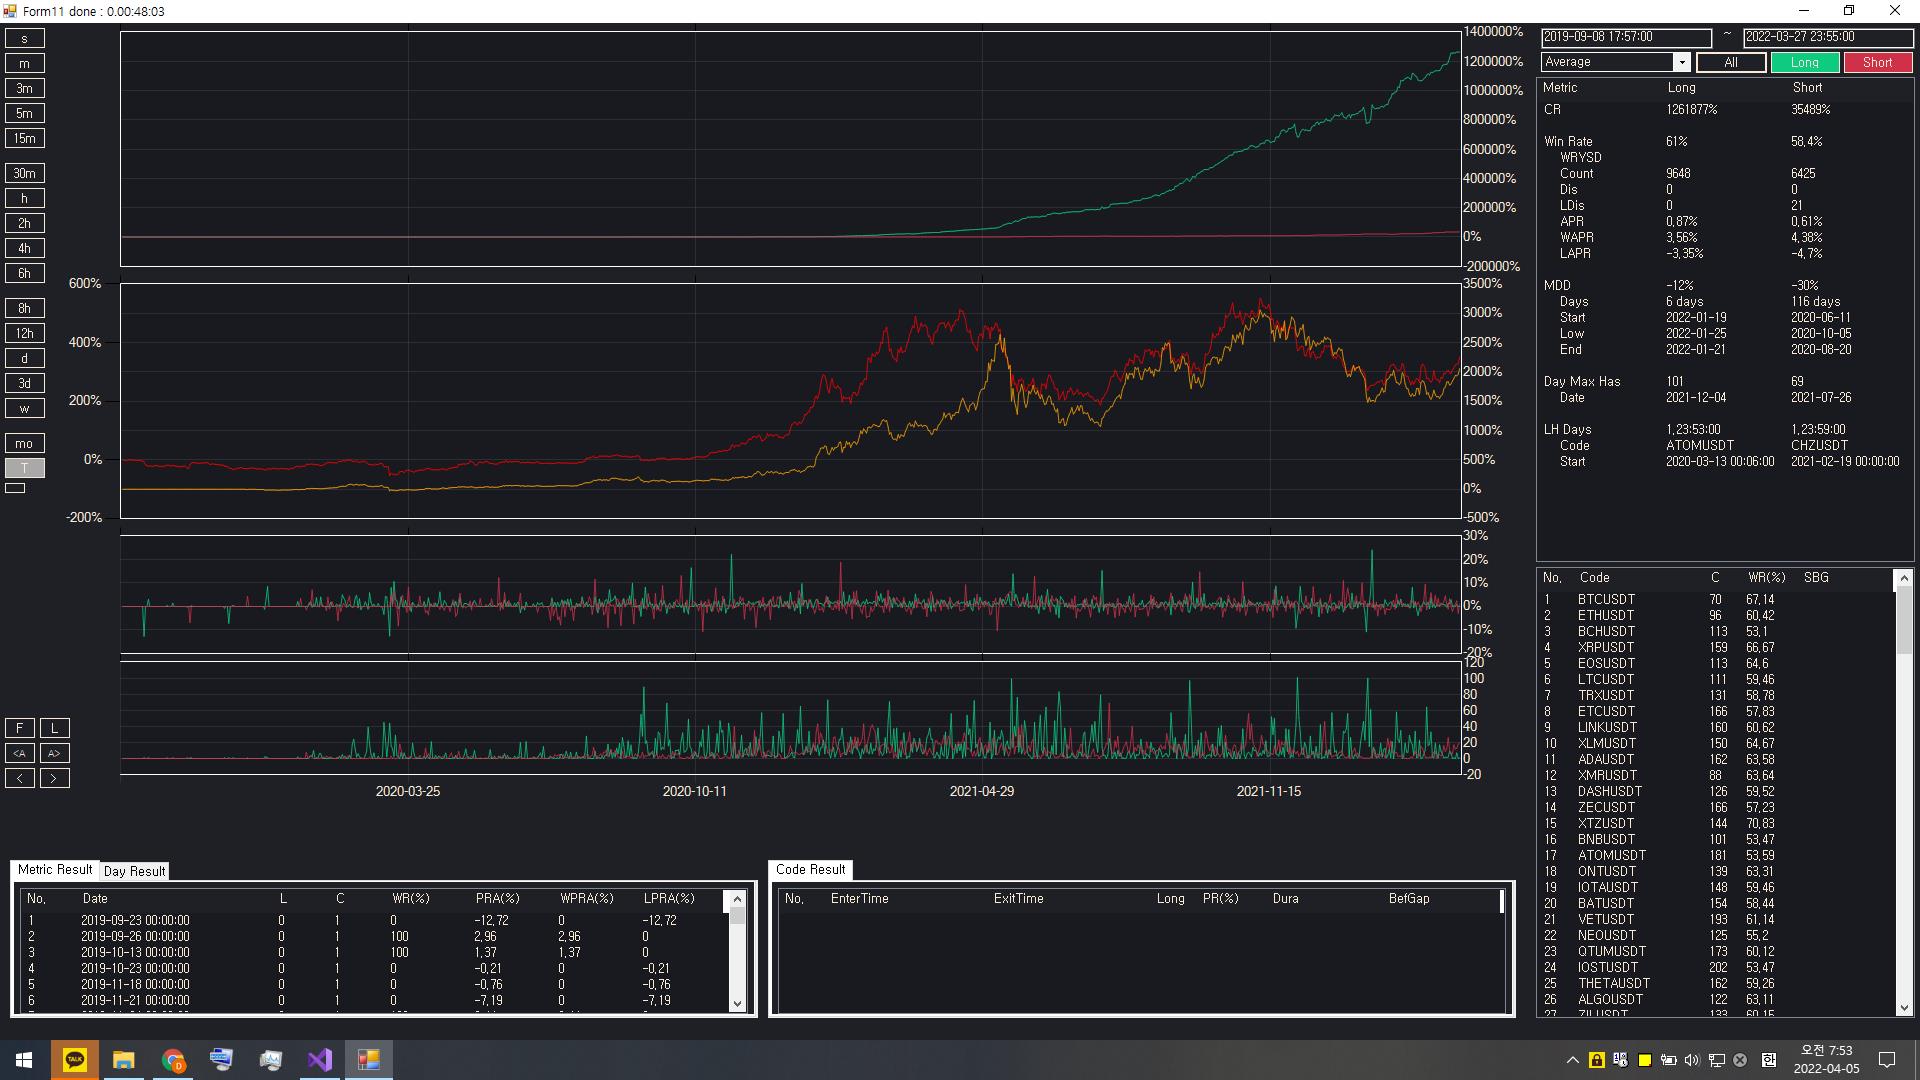 Form11 done : 0.00:48:03
s
m
3m
5m
15m
30m
h
2h
4h
6h
8h
12h
d
3d
w
mo
T
F L
<A A>
< >
1400000%
1200000%
1000000%
800000%
600000%
400000%
200000%
0%
-200000%
600%
400%
200%
0%
-200%
3500%
3000%
2500%
2000%
1500%
1000%
500%
0%
-500%
30%
20%
10%
0%
-10%
-20%
120
100
80
60
40
20
0
-20
2020-03-25 2020-10-11 2021-04-29 2021-11-15
2019-09-08 17:57:00 ~ 2022-03-27 23:55:00
Average All Long Short
Metric Long Short
CR 1261877% 35489%
Win Rate 61% 58,4%
WRYSD
Count 9648 6425
Dis 0 0
LDis 0 21
APR 0,87% 0,61%
WAPR 3,56% 4,38%
LAPR -3,35% -4,7%
MDD -12% -30%
Days 6 days 116 days
Start 2022-01-19 2020-06-11
Low 2022-01-25 2020-10-05
End 2022-01-21 2020-08-20
Day Max Has 101 69
Date 2021-12-04 2021-07-26
LH Days 1,23:53:00 1,23:59:00
Code ATOMUSDT CHZUSDT
Start 2020-03-13 00:06:00 2021-02-19 00:00:00
No, Code C WR(%) SBG
1 BTCUSDT 70 67,14
2 ETHUSDT 96 60,42
3 BCHUSDT 113 53,1
4 XRPUSDT 159 66,67
5 EOSUSDT 113 64,6
6 LTCUSDT 111 59,46
7 TRXUSDT 131 58,78
8 ETCUSDT 166 57,83
9 LINKUSDT 160 60,62
10 XLMUSDT 150 64,67
11 ADAUSDT 162 63,58
12 XMRUSDT 88 63,64
13 DASHUSDT 126 59,52
14 ZECUSDT 166 57,23
15 XTZUSDT 144 70,83
16 BNBUSDT 101 53,47
17 ATOMUSDT 181 53,59
18 ONTUSDT 139 63,31
19 IOTAUSDT 148 59,46
20 BATUSDT 154 58,44
21 VETUSDT 193 61,14
22 NEOUSDT 125 55,2
23 QTUMUSDT 173 60,12
24 IOSTUSDT 202 53,47
25 THETAUSDT 162 59,26
26 ALGOUSDT 122 63,11
27 ZILUSDT 133 60,15
Metric Result Day Result
No, Date L C WR(%) PRA(%) WPRA(%) LPRA(%)
1 2019-09-23 00:00:00 0 1 0 -12,72 0 -12,72
2 2019-09-26 00:00:00 0 1 100 2,96 2,96 0
3 2019-10-13 00:00:00 0 1 100 1,37 1,37 0
4 2019-10-23 00:00:00 0 1 0 -0,21 0 -0,21
5 2019-11-18 00:00:00 0 1 0 -0,76 0 -0,76
6 2019-11-21 00:00:00 0 1 0 -7,19 0 -7,19
Code Result
No, EnterTime ExitTime Long PR(%) Dura BefGap
TALK
오전 7:53
2022-04-05